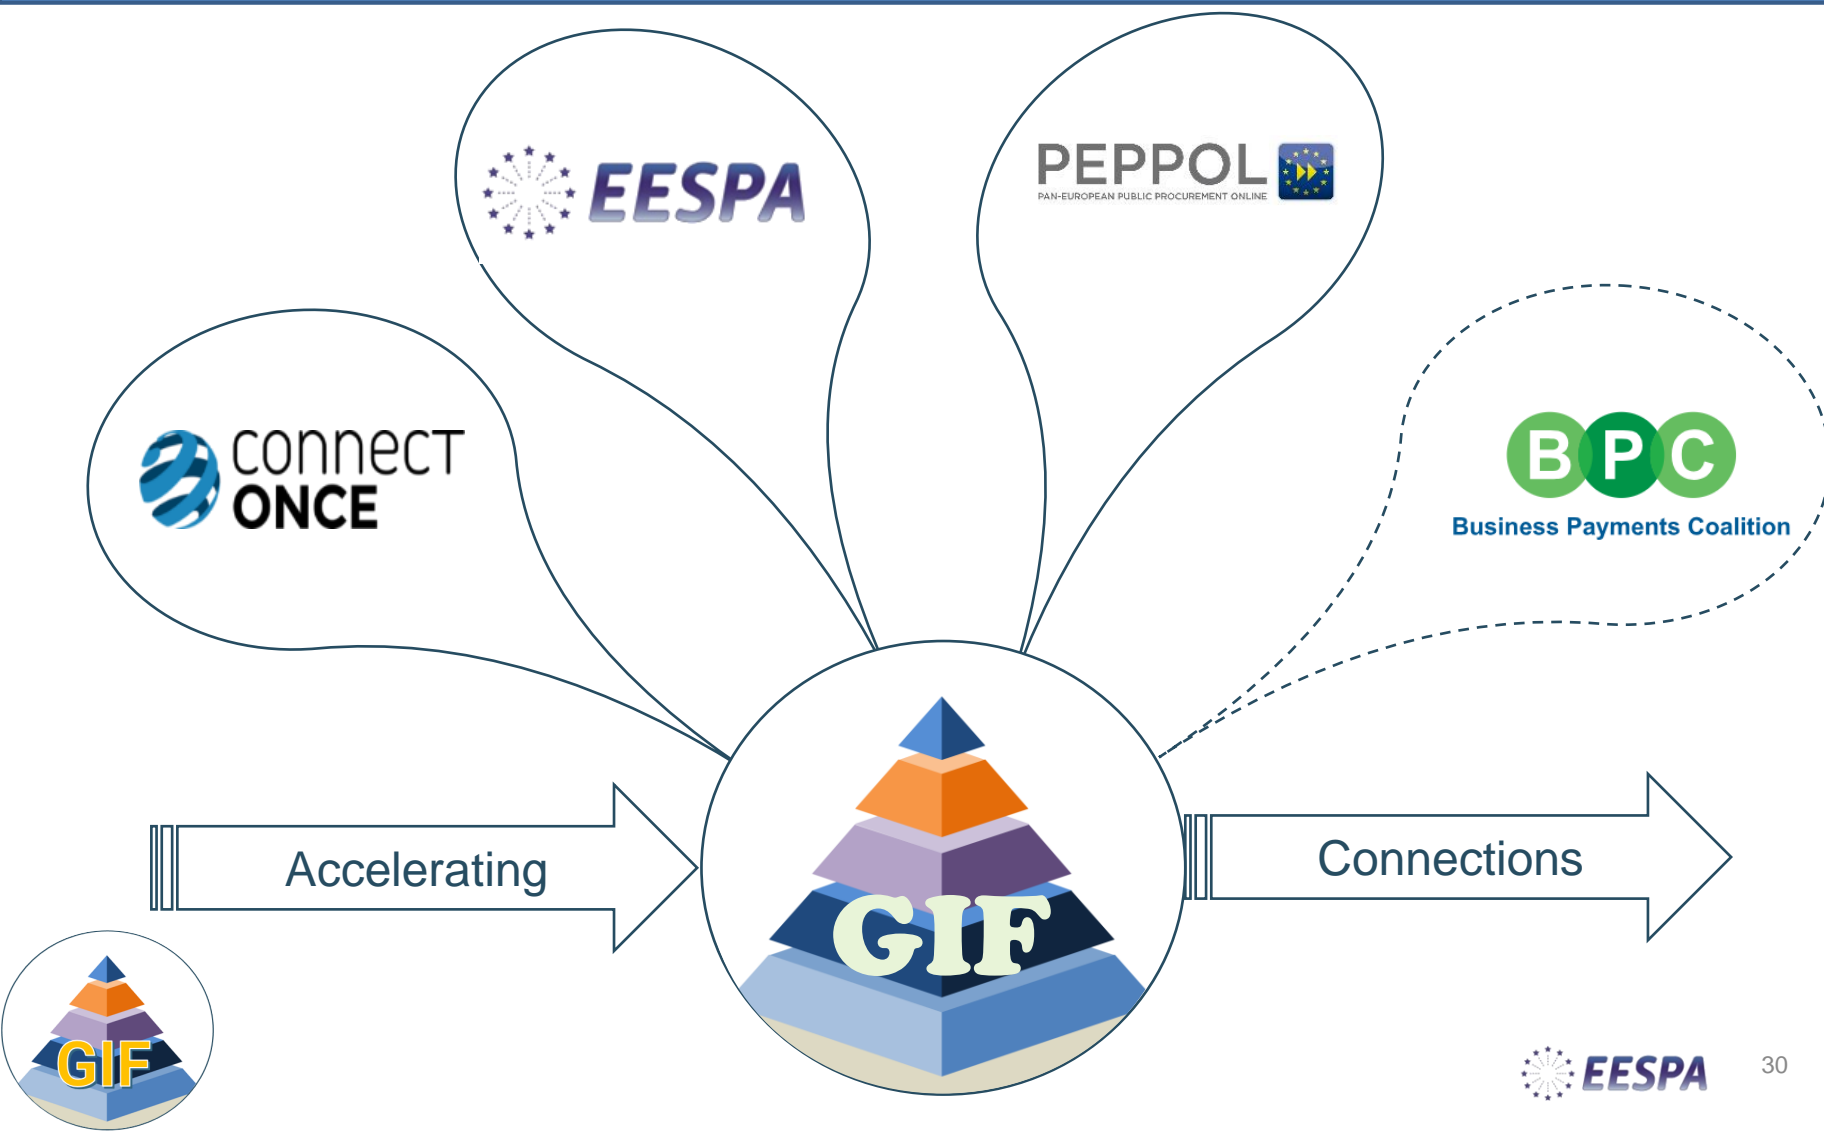 EESPA
PEPPOL
PAN-EUROPEAN PUBLIC PROCUREMENT ONLINE
connect
ONCE
BPC
Business Payments Coalition
Accelerating
GIF
Connections
GIF
EESPA
30